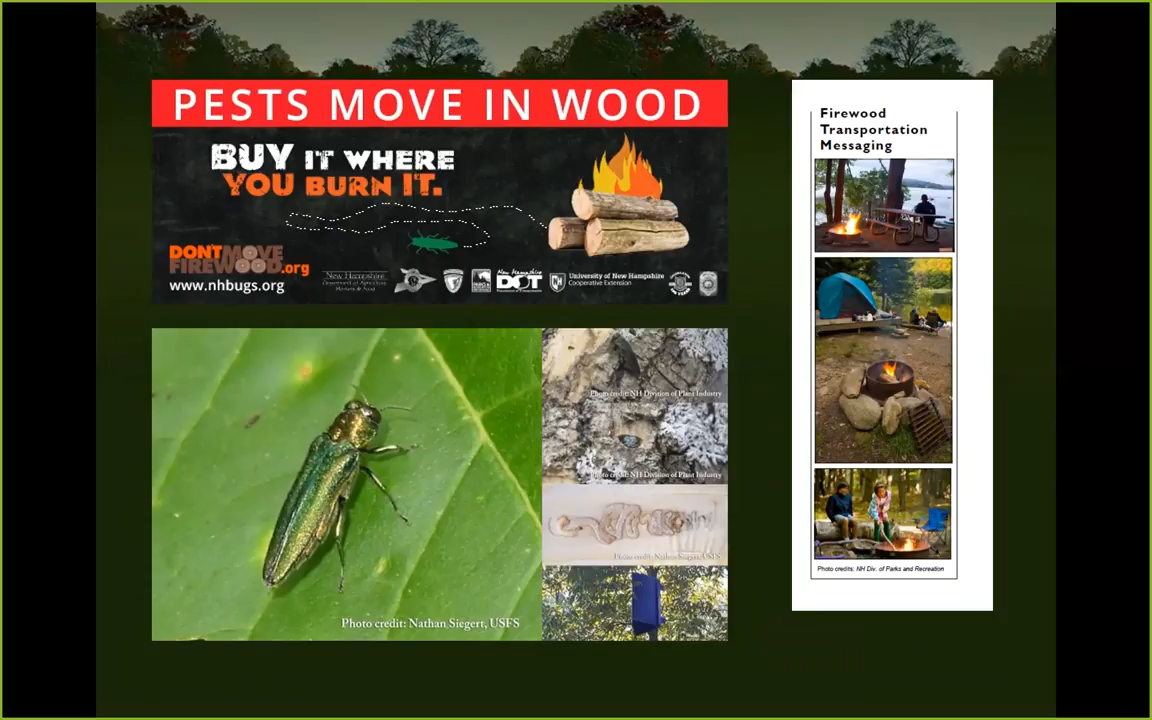 PESTS MOVE IN WOOD
BUY IT WHERE
YOU BURN IT.
DON'T MOVE
FIREWOOD.org
www.nhbugs.org
New Hampshire
Department of Agriculture
Markets & Food
New Hampshire
DOT
University of New Hampshire
Cooperative Extension
Photo credit: Nathan Siegert, USFS
Photo credit: NH Division of Plant Industry
Photo credit: NH Division of Plant Industry
Photo credit: Nathan Siegert, USFS
Firewood
Transportation
Messaging
Photo credits: NH Div. of Parks and Recreation